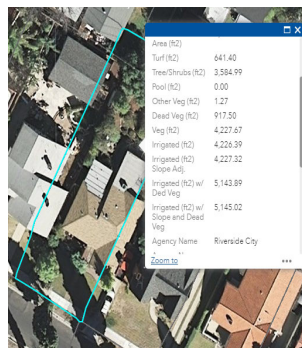 Area (ft2)
Turf (ft2) 641.40
Tree/Shrubs (ft2) 3,584.99
Pool (ft2) 0.00
Other Veg (ft2) 1.27
Dead Veg (ft2) 917.50
Veg (ft2) 4,227.67
Irrigated (ft2) 4,226.39
Irrigated (ft2) 4,227.32
Slope Adj.
Irrigated (ft2) w/ 5,143.89
Ded Veg
Irrigated (ft2) w/ 5,145.02
Slope and Dead
Veg
Agency Name Riverside City
Zoom to